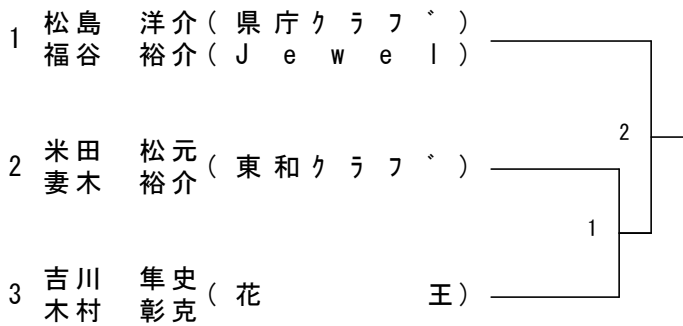 1 松島 洋介(県庁ｸﾗﾌﾞ)
福谷 裕介(Jewel)
2
2 米田 松元(東和ｸﾗﾌﾞ)
妻木 裕介
1
3 吉川 隼史(花王)
木村 彰克